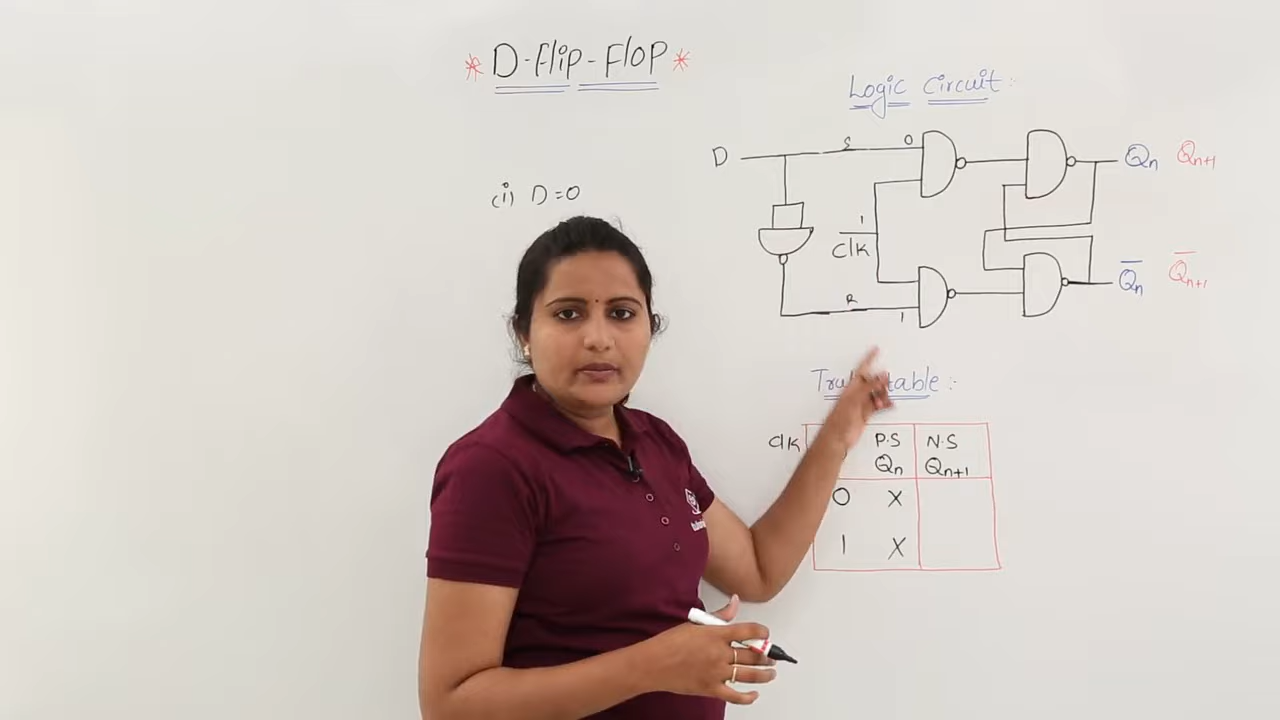 * D-Flip-Flop *
(i) D=0
Logic Circuit :-
D
S
0
Qn
Qn+1
1
Clk
Q̅n
Q̅n+1
R
1
table :-
Clk
P.S
N.S
Qn
Qn+1
0
X
1
X